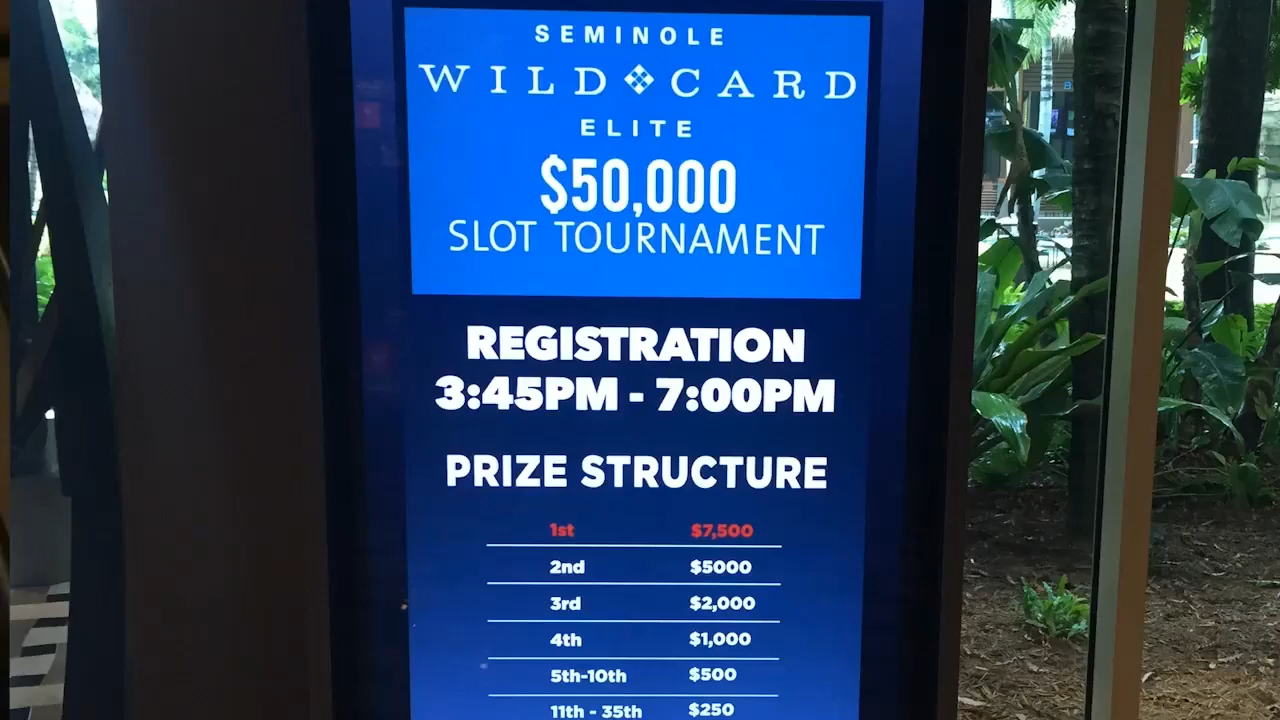 SEMINOLE
WILD CARD
ELITE
$50,000
SLOT TOURNAMENT
REGISTRATION
3:45PM - 7:00PM
PRIZE STRUCTURE
1st $7,500
2nd $5000
3rd $2,000
4th $1,000
5th-10th $500
11th - 35th $250